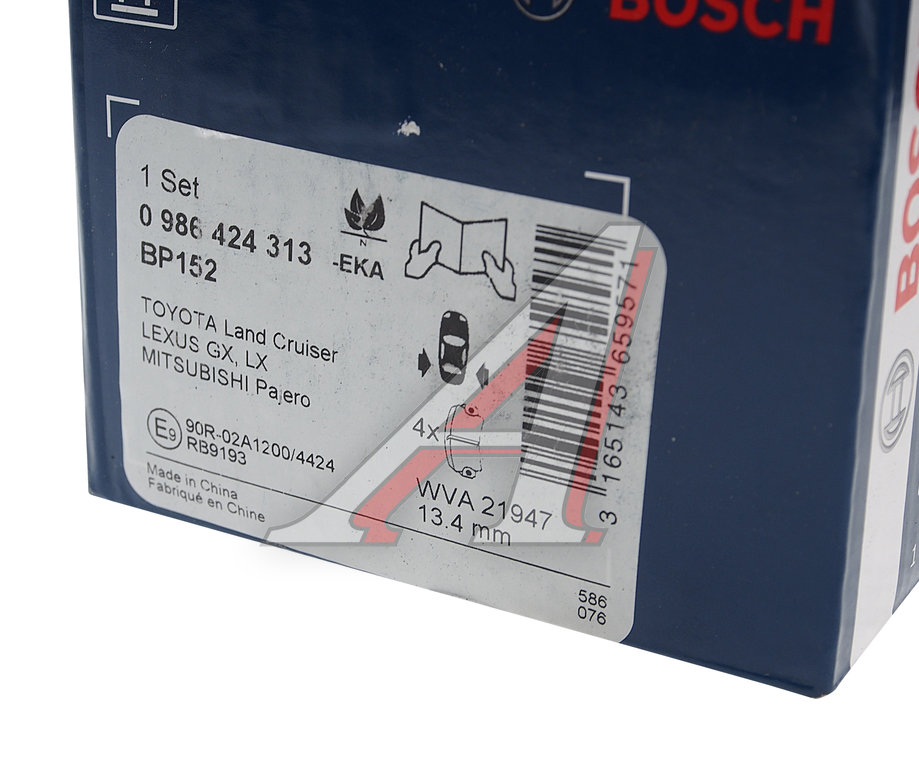 BOSCH
1 Set
0 986 424 313 -EKA
BP152
N
TOYOTA Land Cruiser
LEXUS GX, LX
MITSUBISHI Pajero
4x
E9 90R-02A1200/4424
RB9193
Made in China
Fabriqué en Chine
WVA 21947
13.4 mm
3 165143 659571
586
076